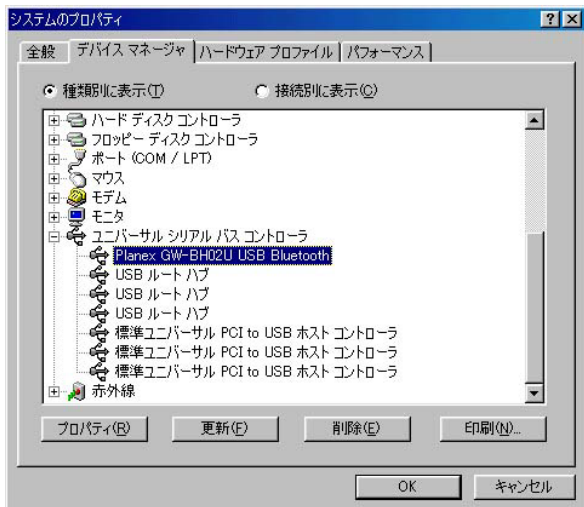 システムのプロパティ
全般 デバイス マネージャ ハードウェア プロファイル パフォーマンス
種類別に表示(T) 接続別に表示(C)
ハード ディスク コントローラ
フロッピー ディスク コントローラ
ポート (COM / LPT)
マウス
モデム
モニタ
ユニバーサル シリアル バス コントローラ
Planex GW-BH02U USB Bluetooth
USB ルート ハブ
USB ルート ハブ
USB ルート ハブ
標準ユニバーサル PCI to USB ホスト コントローラ
標準ユニバーサル PCI to USB ホスト コントローラ
標準ユニバーサル PCI to USB ホスト コントローラ
赤外線
プロパティ(R) 更新(F) 削除(E) 印刷(N)...
OK キャンセル